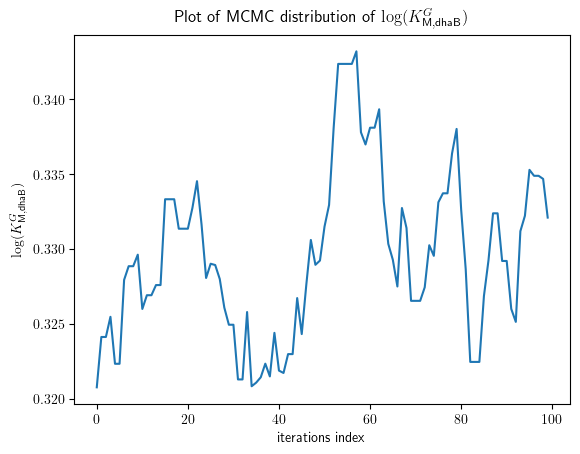 Plot of MCMC distribution of log(K^G_{M,dhaB})
log(K^G_{M,dhaB})
0.340
0.335
0.330
0.325
0.320
0 20 40 60 80 100
iterations index